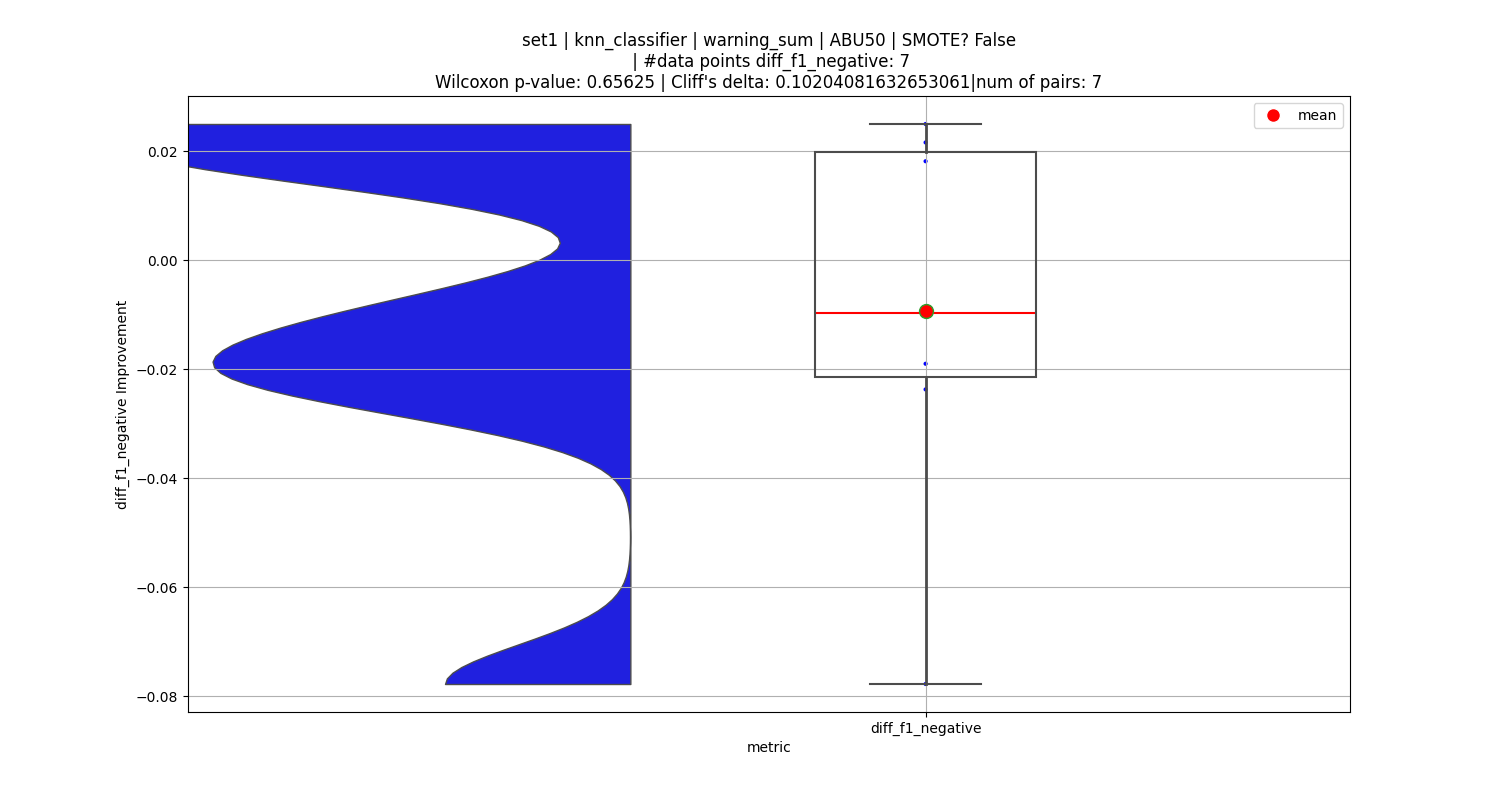 set1 | knn_classifier | warning_sum | ABU50 | SMOTE? False
| #data points diff_f1_negative: 7
Wilcoxon p-value: 0.65625 | Cliff's delta: 0.10204081632653061|num of pairs: 7
mean
0.02
0.00
−0.02
−0.04
−0.06
−0.08
diff_f1_negative Improvement
diff_f1_negative
metric